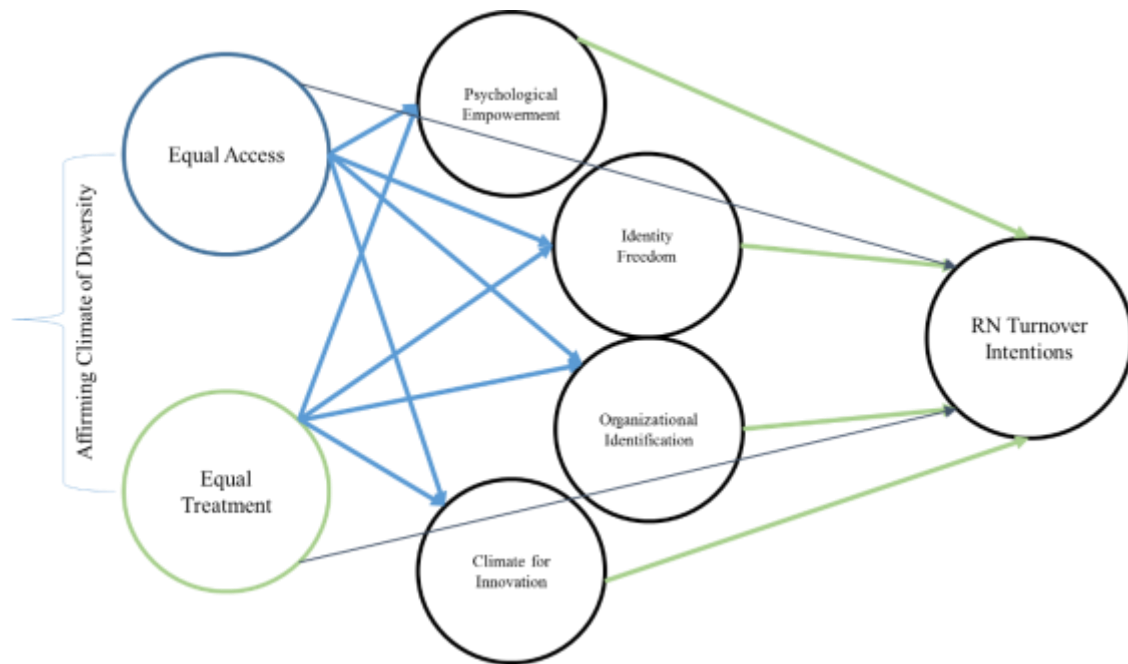 Affirming Climate of Diversity
Equal Access
Equal
Treatment
Psychological
Empowerment
Identity
Freedom
Organizational
Identification
Climate for
Innovation
RN Turnover
Intentions